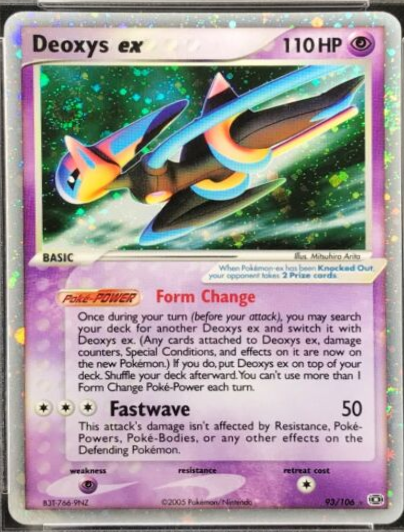 Deoxys ex 110 HP
BASIC
Illus. Mitsuhiro Arita
When Pokémon-ex has been Knocked Out,
your opponent takes 2 Prize cards.
Poké-POWER Form Change
Once during your turn (before your attack), you may search
your deck for another Deoxys ex and switch it with
Deoxys ex. (Any cards attached to Deoxys ex, damage
counters, Special Conditions, and effects on it are now on
the new Pokémon.) If you do, put Deoxys ex on top of your
deck. Shuffle your deck afterward. You can't use more than 1
Form Change Poké-Power each turn.
Fastwave 50
This attack's damage isn't affected by Resistance, Poké-
Powers, Poké-Bodies, or any other effects on the
Defending Pokémon.
weakness resistance retreat cost
831-766-9NZ ©2005 Pokémon/Nintendo 93/106